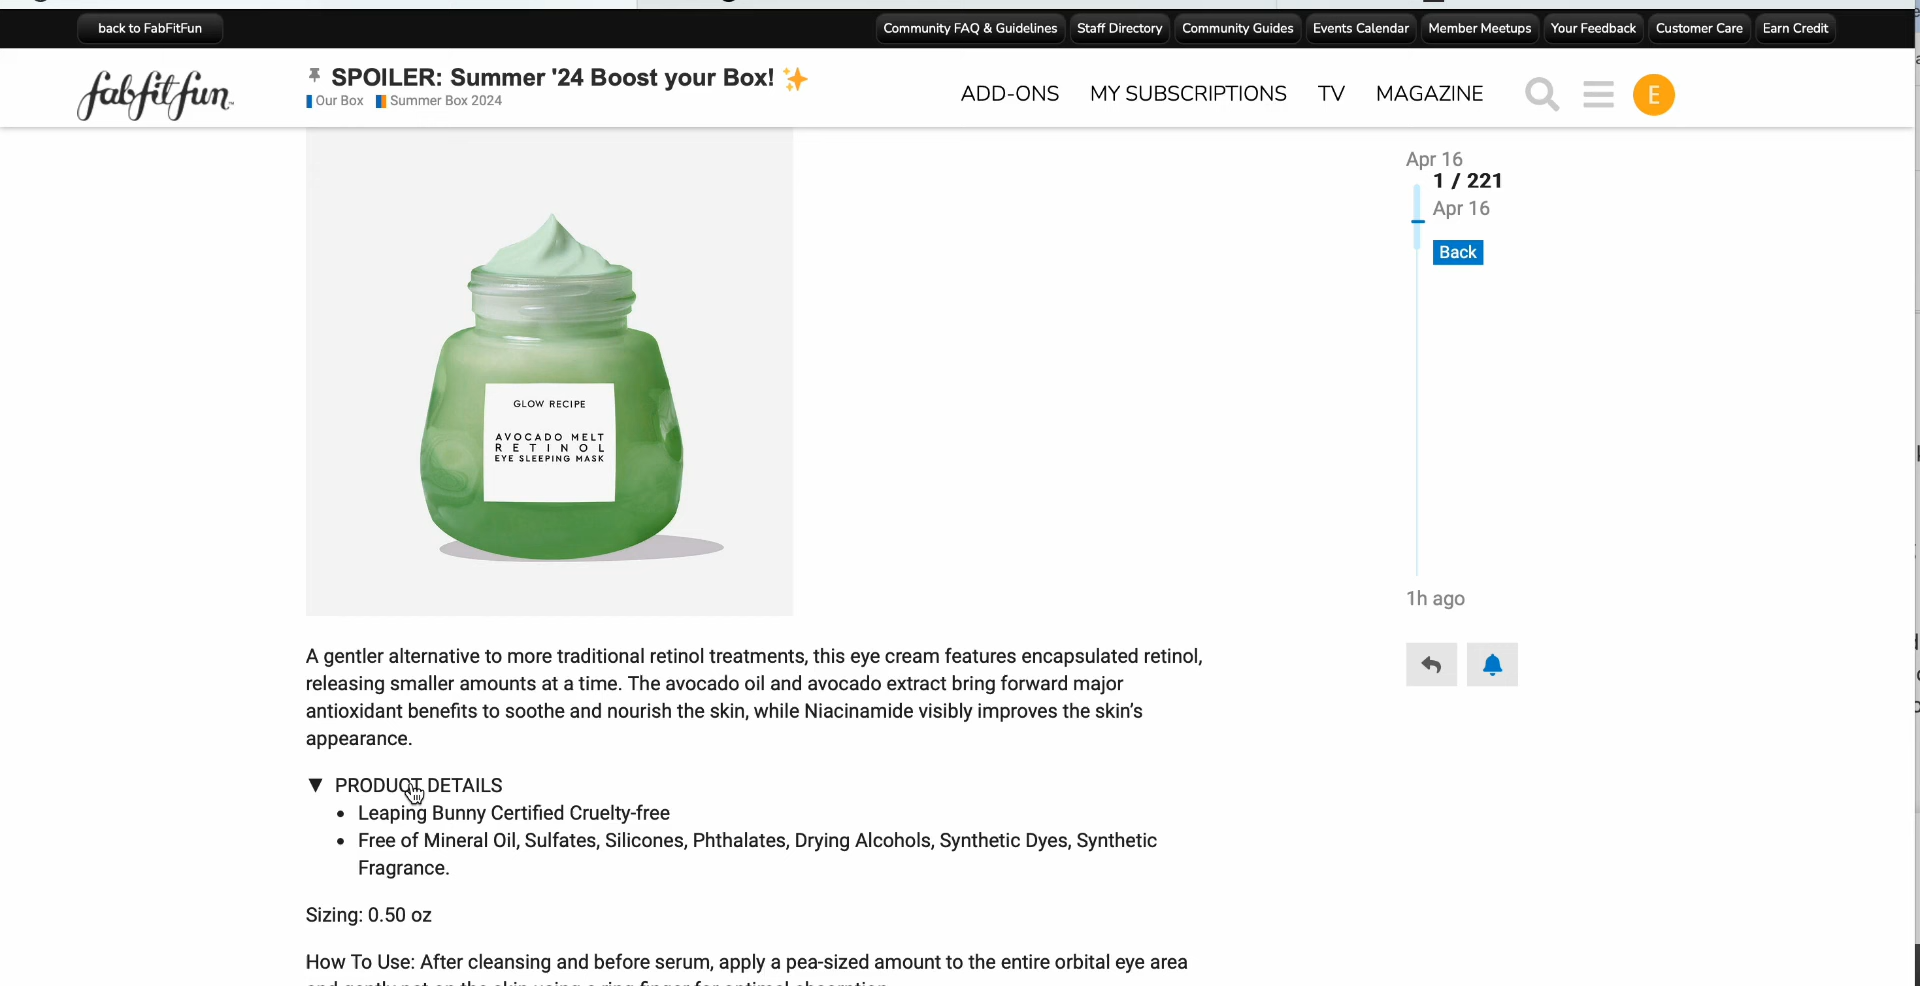 back to FabFitFun
Community FAQ & Guidelines
Staff Directory
Community Guides
Events Calendar
Member Meetups
Your Feedback
Customer Care
Earn Credit
fabfitfun
SPOILER: Summer '24 Boost your Box! ✨
Our Box Summer Box 2024
ADD-ONS
MY SUBSCRIPTIONS
TV
MAGAZINE
E
GLOW RECIPE
AVOCADO MELT
RETINOL
EYE SLEEPING MASK
Apr 16
1 / 221
Apr 16
Back
1h ago
A gentler alternative to more traditional retinol treatments, this eye cream features encapsulated retinol,
releasing smaller amounts at a time. The avocado oil and avocado extract bring forward major
antioxidant benefits to soothe and nourish the skin, while Niacinamide visibly improves the skin’s
appearance.
▼ PRODUCT DETAILS
• Leaping Bunny Certified Cruelty-free
• Free of Mineral Oil, Sulfates, Silicones, Phthalates, Drying Alcohols, Synthetic Dyes, Synthetic
Fragrance.
Sizing: 0.50 oz
How To Use: After cleansing and before serum, apply a pea-sized amount to the entire orbital eye area